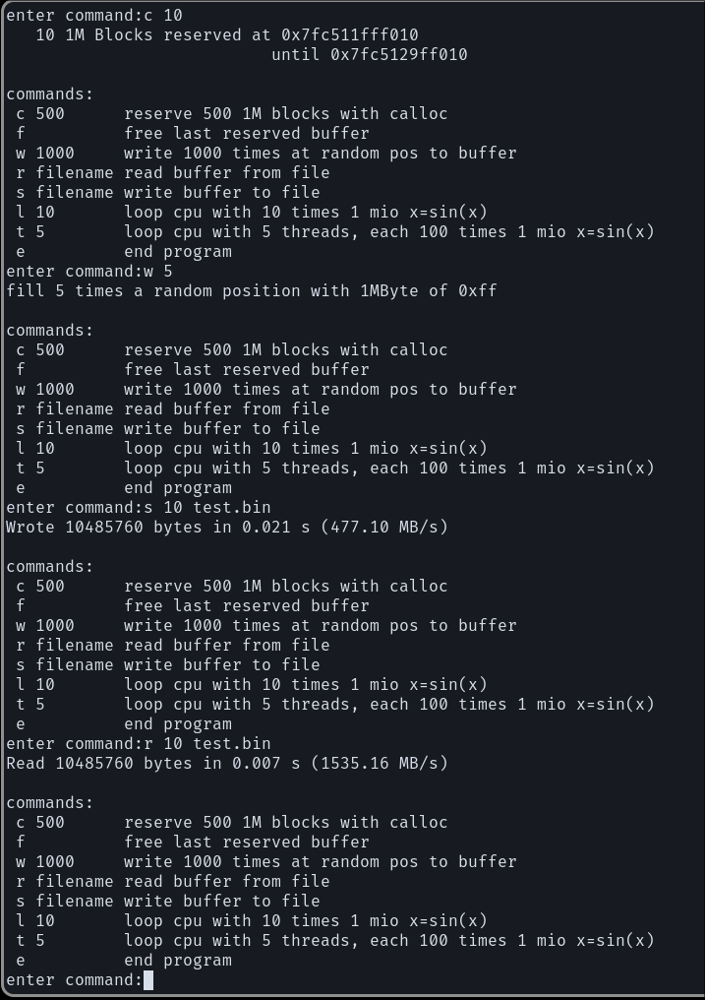 enter command:c 10
   10 1M Blocks reserved at 0x7fc511fff010
                           until 0x7fc5129ff010

commands:
 c 500      reserve 500 1M blocks with calloc
 f          free last reserved buffer
 w 1000     write 1000 times at random pos to buffer
 r filename read buffer from file
 s filename write buffer to file
 l 10       loop cpu with 10 times 1 mio x=sin(x)
 t 5        loop cpu with 5 threads, each 100 times 1 mio x=sin(x)
 e          end program
enter command:w 5
fill 5 times a random position with 1MByte of 0xff

commands:
 c 500      reserve 500 1M blocks with calloc
 f          free last reserved buffer
 w 1000     write 1000 times at random pos to buffer
 r filename read buffer from file
 s filename write buffer to file
 l 10       loop cpu with 10 times 1 mio x=sin(x)
 t 5        loop cpu with 5 threads, each 100 times 1 mio x=sin(x)
 e          end program
enter command:s 10 test.bin
Wrote 10485760 bytes in 0.021 s (477.10 MB/s)

commands:
 c 500      reserve 500 1M blocks with calloc
 f          free last reserved buffer
 w 1000     write 1000 times at random pos to buffer
 r filename read buffer from file
 s filename write buffer to file
 l 10       loop cpu with 10 times 1 mio x=sin(x)
 t 5        loop cpu with 5 threads, each 100 times 1 mio x=sin(x)
 e          end program
enter command:r 10 test.bin
Read 10485760 bytes in 0.007 s (1535.16 MB/s)

commands:
 c 500      reserve 500 1M blocks with calloc
 f          free last reserved buffer
 w 1000     write 1000 times at random pos to buffer
 r filename read buffer from file
 s filename write buffer to file
 l 10       loop cpu with 10 times 1 mio x=sin(x)
 t 5        loop cpu with 5 threads, each 100 times 1 mio x=sin(x)
 e          end program
enter command: